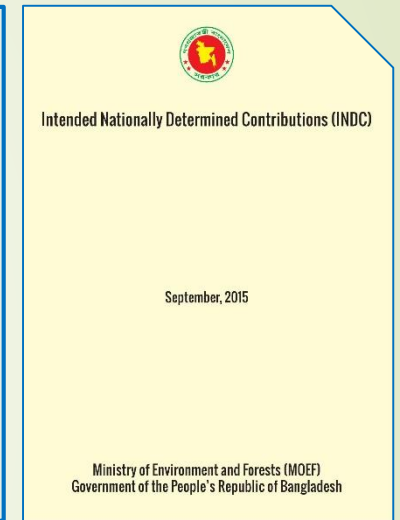 Intended Nationally Determined Contributions (INDC)
September, 2015
Ministry of Environment and Forests (MOEF)
Government of the People's Republic of Bangladesh